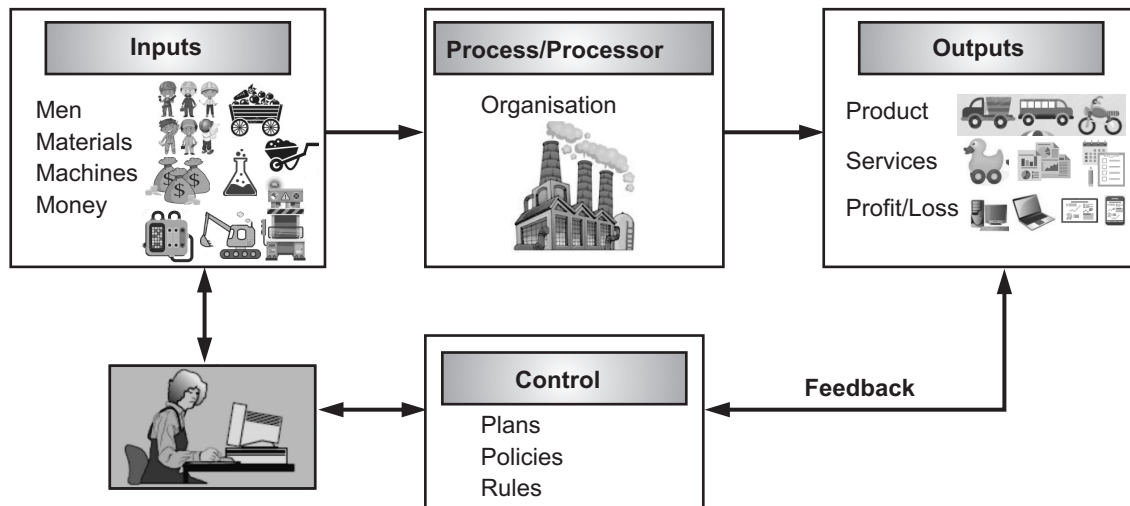 Inputs
Men
Materials
Machines
Money
Process/Processor
Organisation
Outputs
Product
Services
Profit/Loss
Control
Plans
Policies
Rules
Feedback
$
$
$